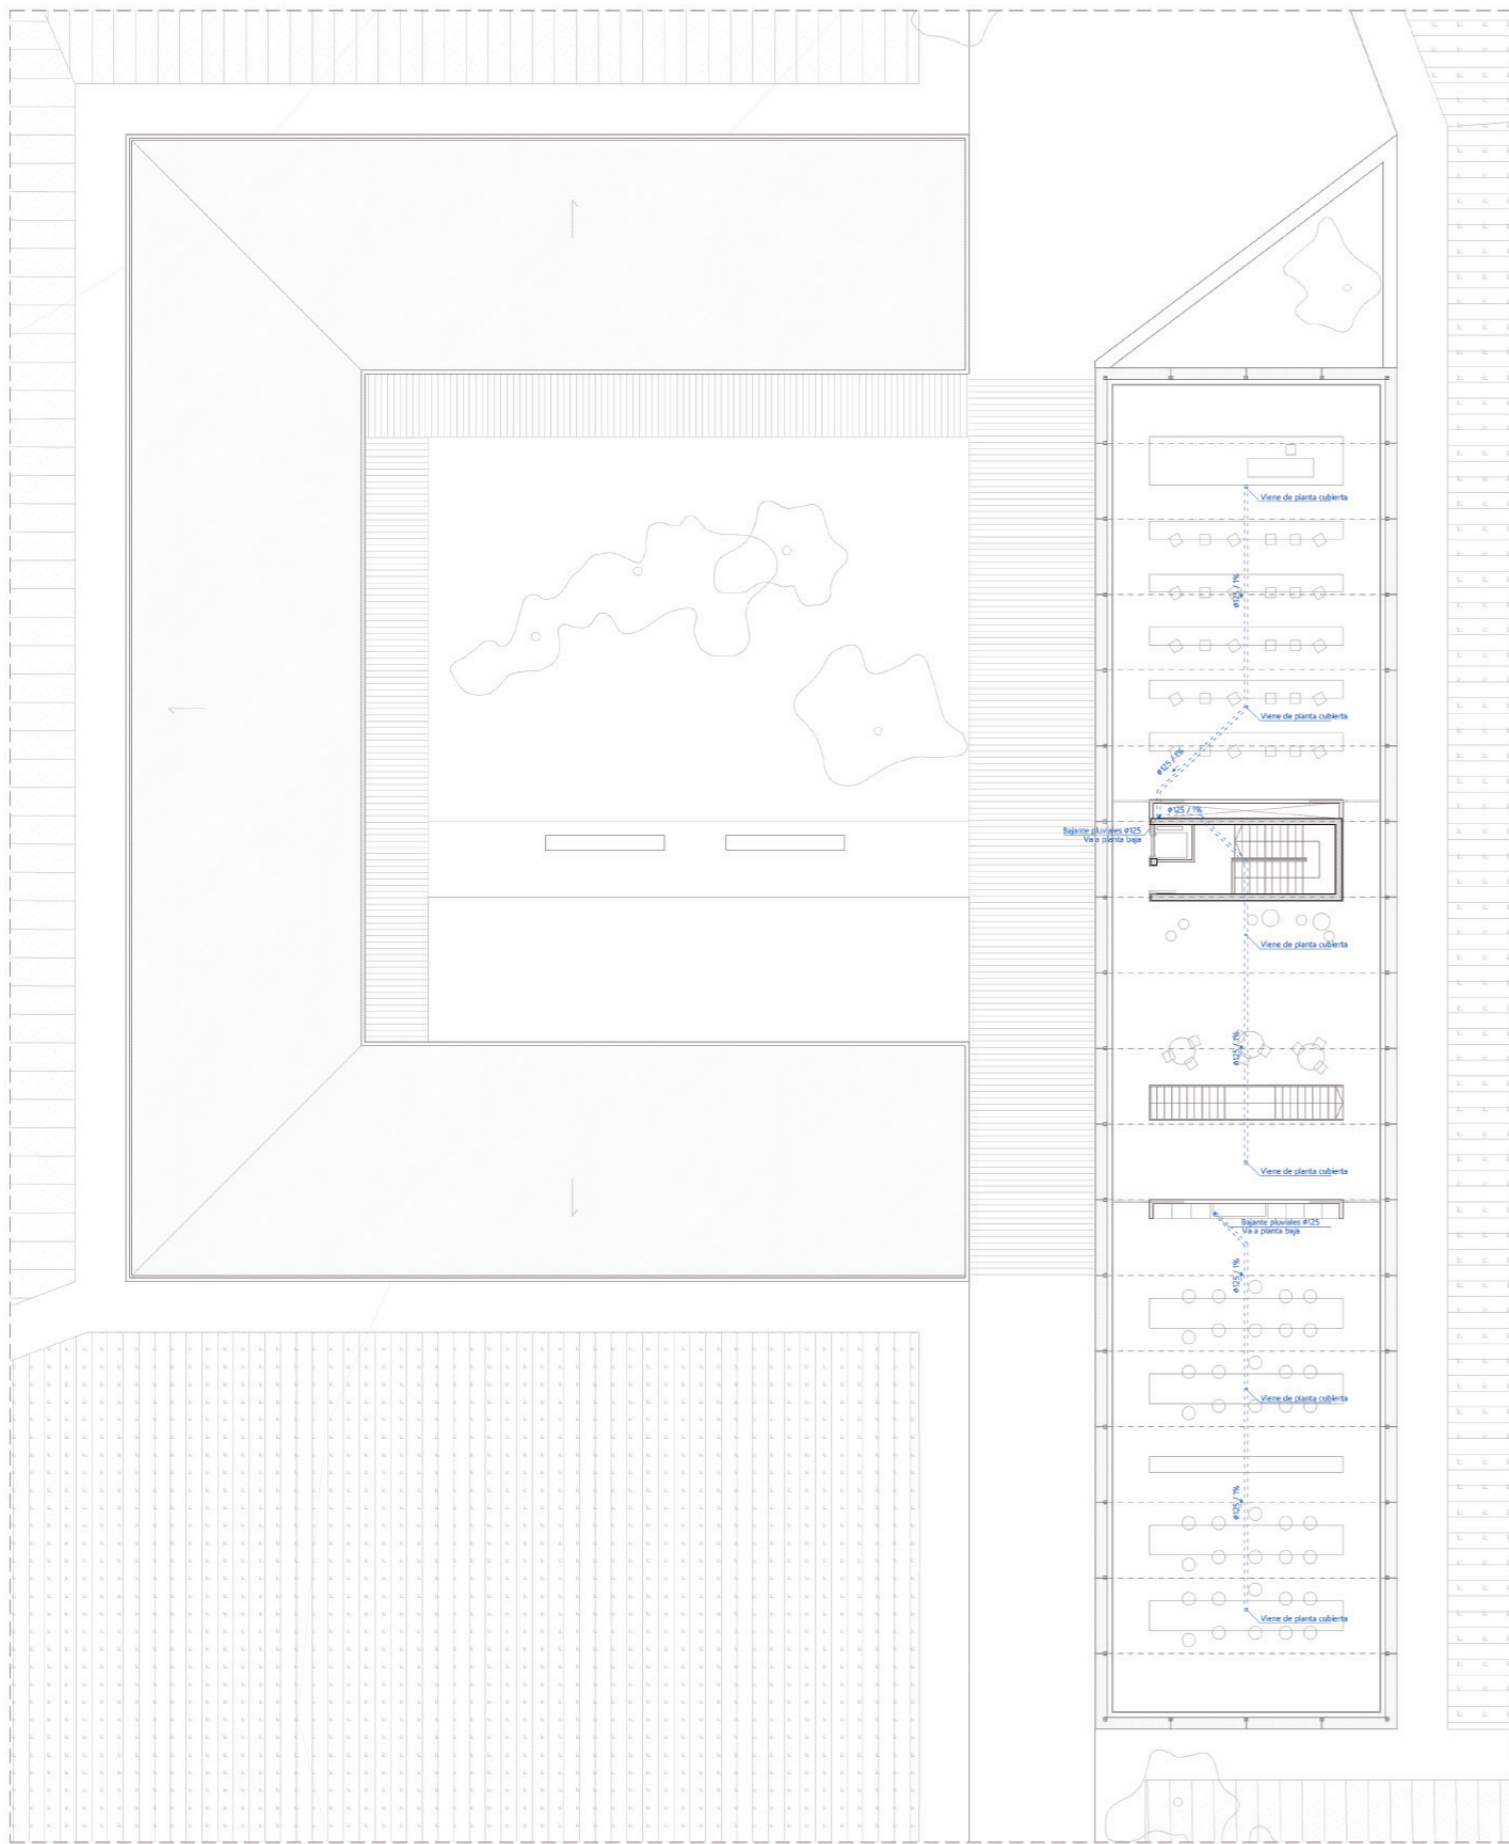 Viene de planta cubierta
ø125 / 1%
Viene de planta cubierta
ø125 / 1%
ø125 / 1%
Bajante pluviales ø125
Va a planta baja
Viene de planta cubierta
ø125 / 1%
Viene de planta cubierta
Bajante pluviales ø125
Va a planta baja
ø125 / 1%
Viene de planta cubierta
ø125 / 1%
Viene de planta cubierta